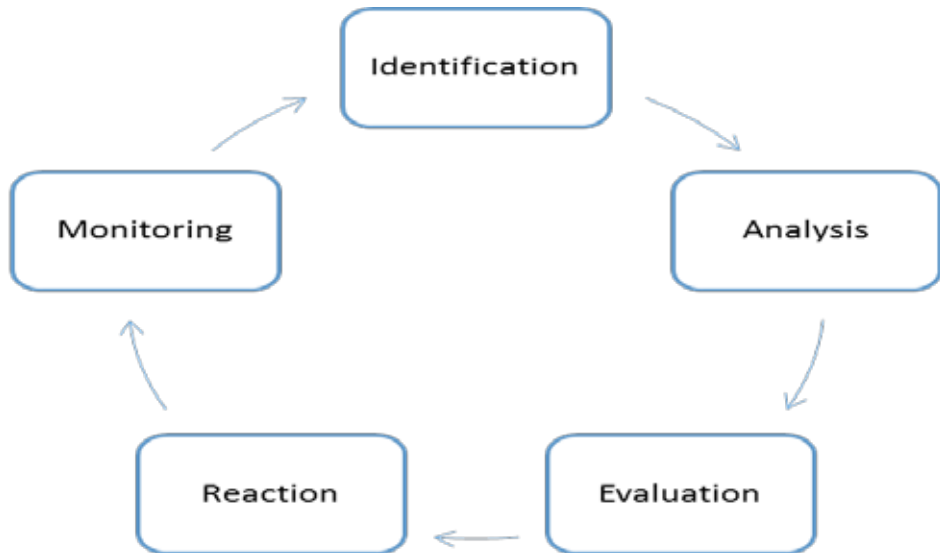 Identification
Analysis
Evaluation
Reaction
Monitoring